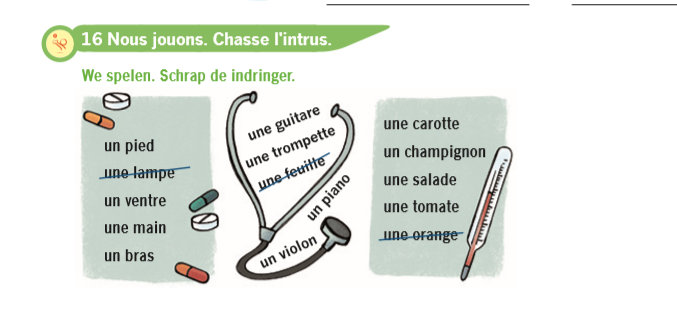 16 Nous jouons. Chasse l'intrus.
We spelen. Schrap de indringer.
un pied
une lampe
un ventre
une main
un bras
une guitare
une trompette
une feuille
un piano
un violon
une carotte
un champignon
une salade
une tomate
une orange